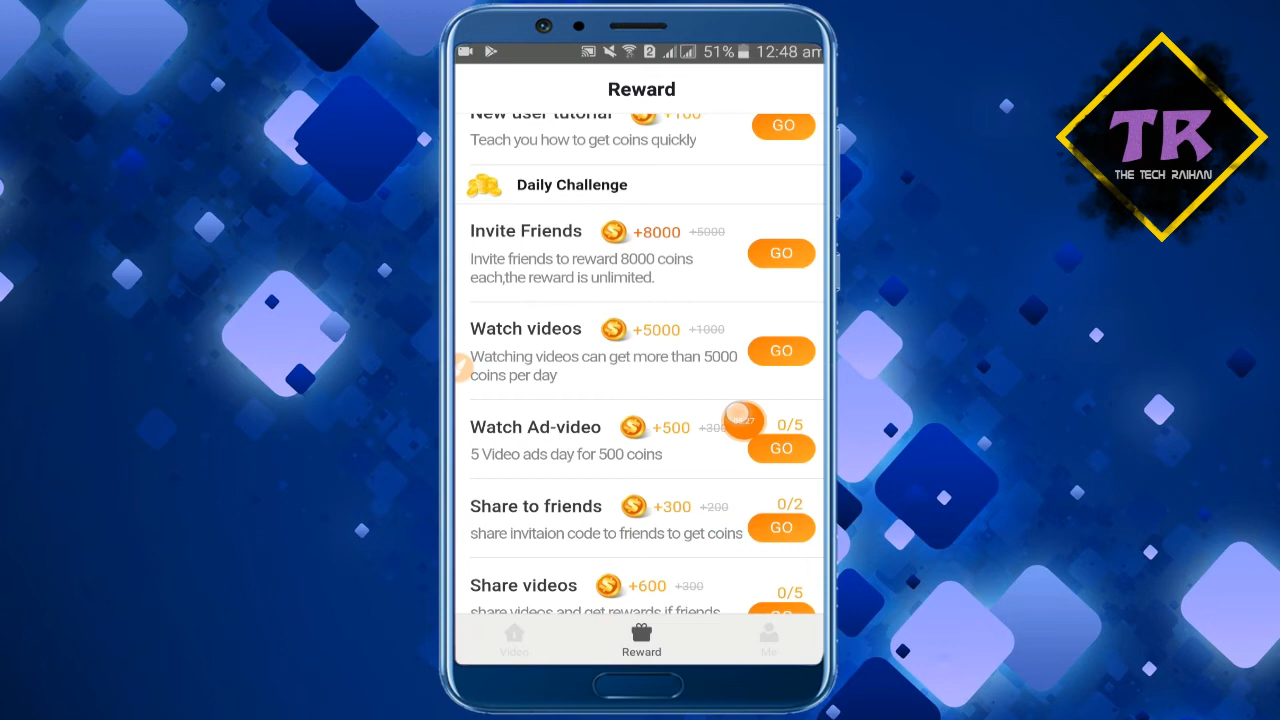 51% 12:48 am
Reward
New user tutorial +100
GO
Teach you how to get coins quickly
Daily Challenge
Invite Friends +8000 +5000
GO
Invite friends to reward 8000 coins
each,the reward is unlimited.
Watch videos +5000 +1000
GO
Watching videos can get more than 5000
coins per day
Watch Ad-video +500 +300 0/5
GO
5 Video ads day for 500 coins
Share to friends +300 +200 0/2
GO
share invitaion code to friends to get coins
Share videos +600 +300 0/5
GO
share videos and get rewards if friends
Video Reward Me
TR
THE TECH RAIHAN